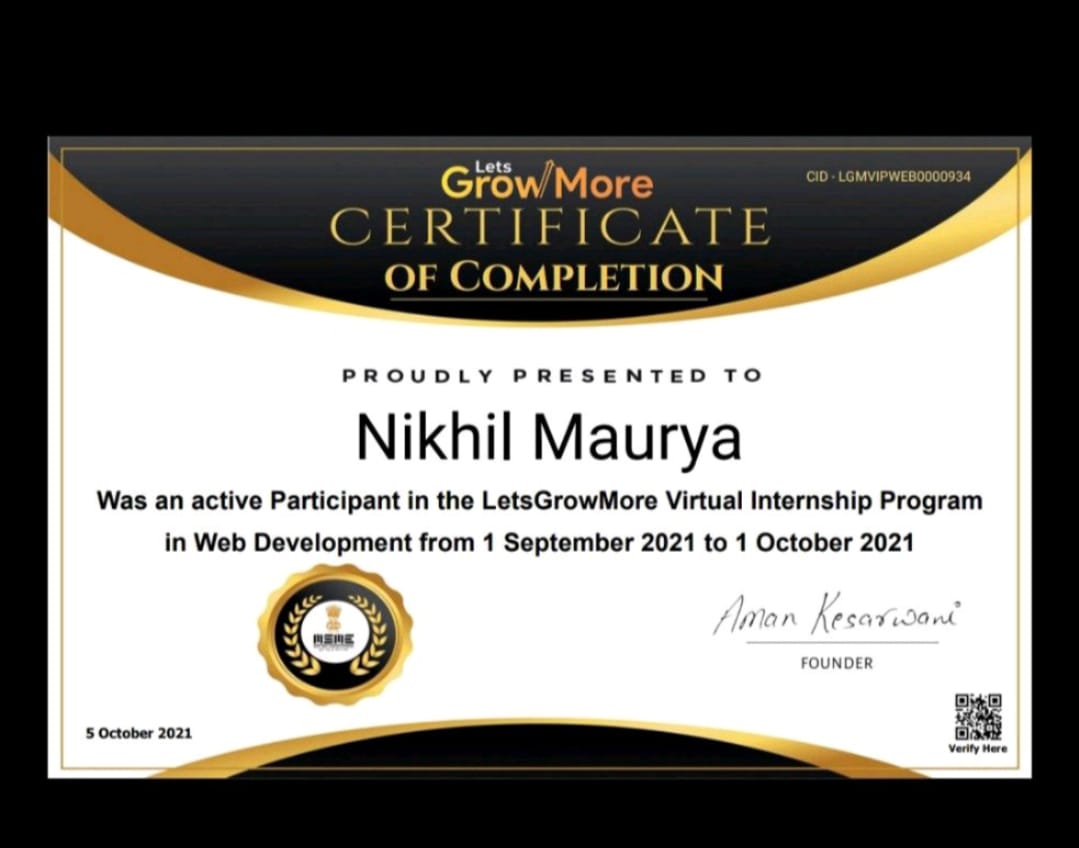 Lets
Grow More
CID - LGMVIPWEB0000934
CERTIFICATE
OF COMPLETION
PROUDLY PRESENTED TO
Nikhil Maurya
Was an active Participant in the LetsGrowMore Virtual Internship Program
in Web Development from 1 September 2021 to 1 October 2021
MSME
Aman Kesarwani
FOUNDER
5 October 2021
Verify Here